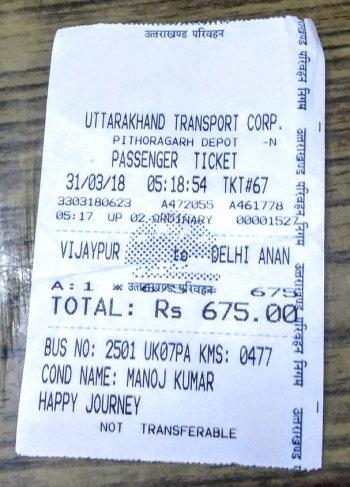 उत्तराखण्ड परिवहन
UTTARAKHAND TRANSPORT CORP.
PITHORAGARH DEPOT -N
PASSENGER TICKET
31/03/18 05:18:54 TKT#67
3303180623 A472055 A461778
05:17 UP 02 ORDINARY 00001527
VIJAYPUR to DELHI ANAN
A: 1 675
उत्तराखण्ड परिवहन
TOTAL: Rs 675.00
BUS NO: 2501 UK07PA KMS: 0477
COND NAME: MANOJ KUMAR
HAPPY JOURNEY
NOT TRANSFERABLE
उत्तराखण्ड परिवहन निगम
उत्तराखण्ड परिवहन निगम
उत्तराखण्ड परिवहन निगम